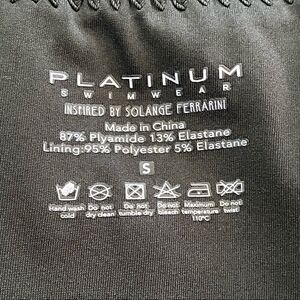 PLATINUM
SWIMWEAR
INSPIRED BY SOLANGE FERRARINI
Made in China
87% Plyamide 13% Elastane
Lining:95% Polyester 5% Elastane
S
Hand wash cold
Do not dry clean
Do not tumble dry
Do not bleach
Maximum temperature 110°C
Do not twist